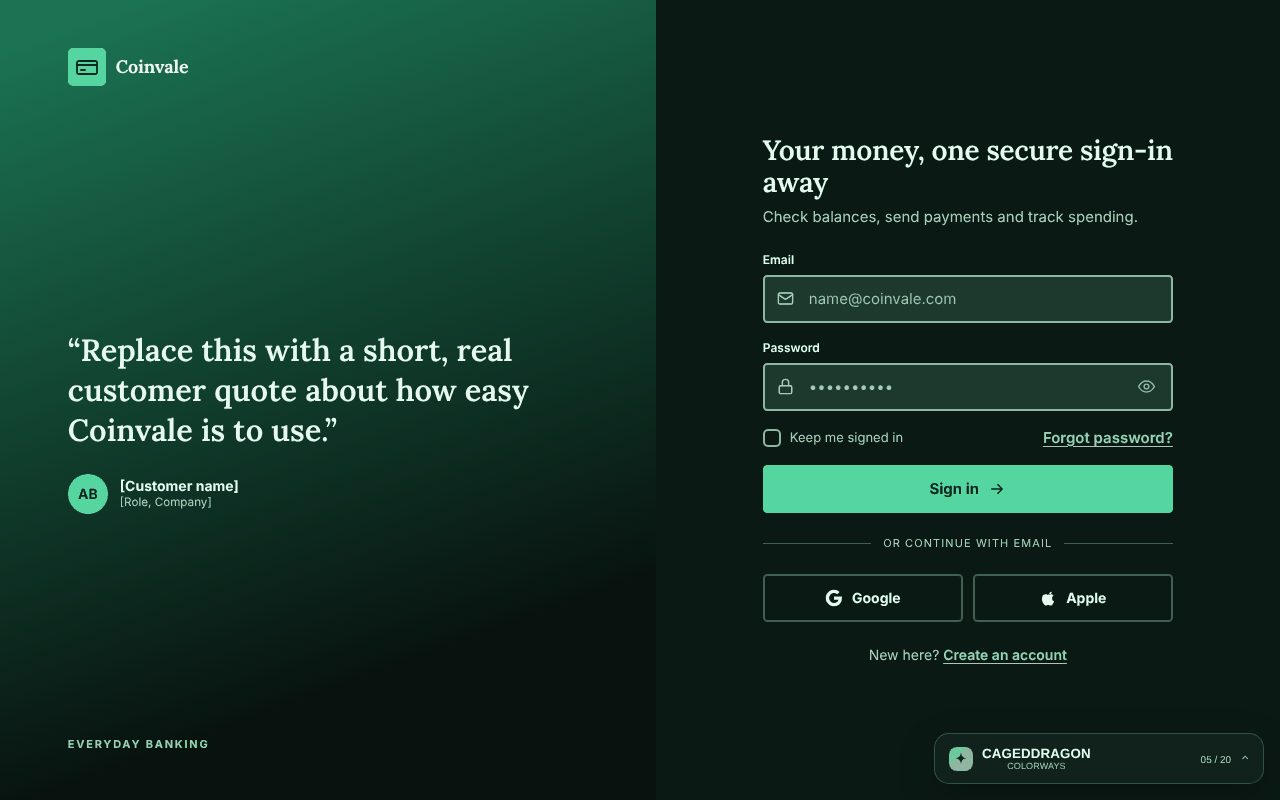 Coinvale
“Replace this with a short, real
customer quote about how easy
Coinvale is to use.”
AB
[Customer name]
[Role, Company]
EVERYDAY BANKING
Your money, one secure sign-in
away
Check balances, send payments and track spending.
Email
name@coinvale.com
Password
Keep me signed in
Forgot password?
Sign in
OR CONTINUE WITH EMAIL
Google
Apple
New here? Create an account
CAGEDDRAGON
COLORWAYS
05 / 20